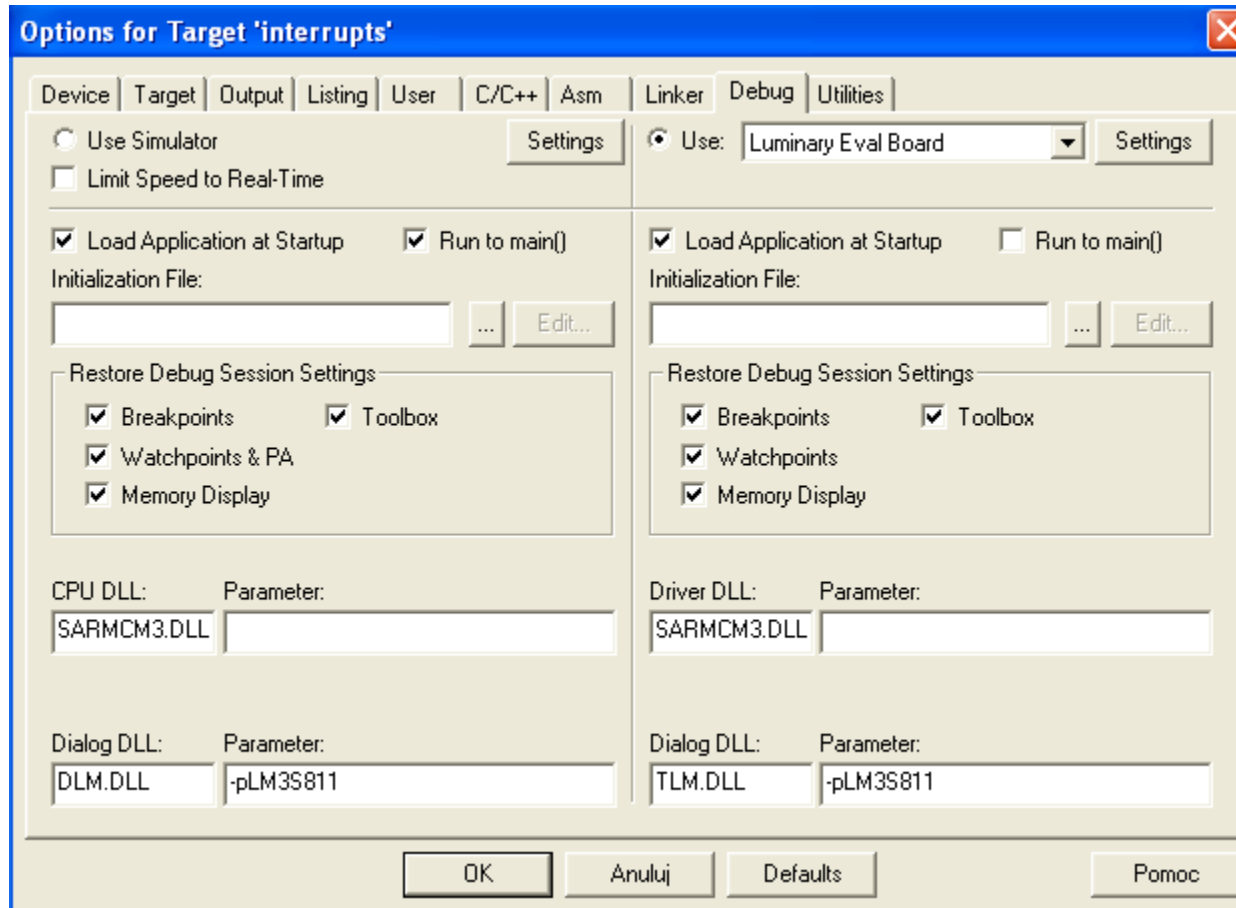 Options for Target 'interrupts'
Device Target Output Listing User C/C++ Asm Linker Debug Utilities
Use Simulator Settings Use: Luminary Eval Board Settings
Limit Speed to Real-Time
Load Application at Startup Run to main() Load Application at Startup Run to main()
Initialization File: Initialization File:
... Edit... ... Edit...
Restore Debug Session Settings Restore Debug Session Settings
Breakpoints Toolbox Breakpoints Toolbox
Watchpoints & PA Watchpoints
Memory Display Memory Display
CPU DLL: Parameter: Driver DLL: Parameter:
SARMCM3.DLL SARMCM3.DLL
Dialog DLL: Parameter: Dialog DLL: Parameter:
DLM.DLL -pLM3S811 TLM.DLL -pLM3S811
OK Anuluj Defaults Pomoc